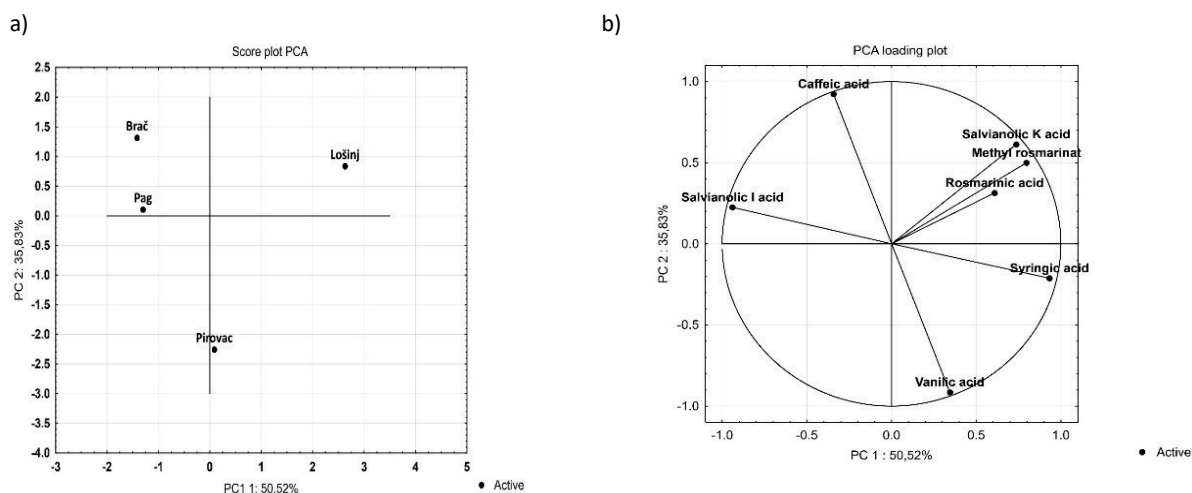 a)
Score plot PCA
2.5
2.0
1.5
1.0
0.5
0.0
-0.5
-1.0
-1.5
-2.0
-2.5
-3.0
-3.5
-4.0
PC 2: 35,83%
Brač
Lošinj
Pag
Pirovac
-3 -2 -1 0 1 2 3 4 5
PC1 1: 50.52%
Active
b)
PCA loading plot
1.0
0.5
0.0
-0.5
-1.0
PC 2 : 35,83%
Caffeic acid
Salvianolic K acid
Methyl rosmarinat
Rosmarinic acid
Salvianolic I acid
Syringic acid
Vanilic acid
-1.0 -0.5 0.0 0.5 1.0
PC 1 : 50,52%
Active